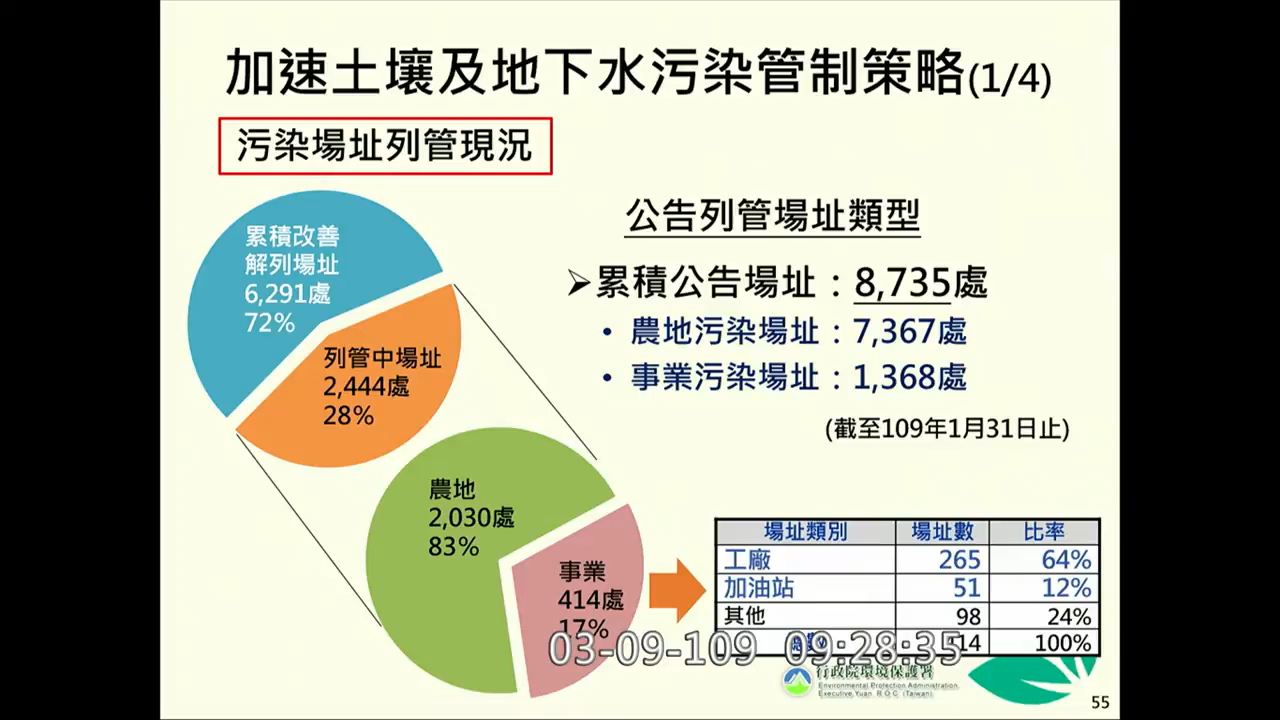 加速土壤及地下水污染管制策略(1/4)
污染場址列管現況
累積改善
解列場址
6,291處
72%
列管中場址
2,444處
28%
農地
2,030處
83%
事業
414處
17%
公告列管場址類型
➢累積公告場址：8,735處
• 農地污染場址：7,367處
• 事業污染場址：1,368處
(截至109年1月31日止)
場址類別 場址數 比率
工廠 265 64%
加油站 51 12%
其他 98 24%
414 100%
03-09-109 09:28:35
行政院環境保護署
Environmental Protection Administration
Executive Yuan, R.O.C. (Taiwan)
55